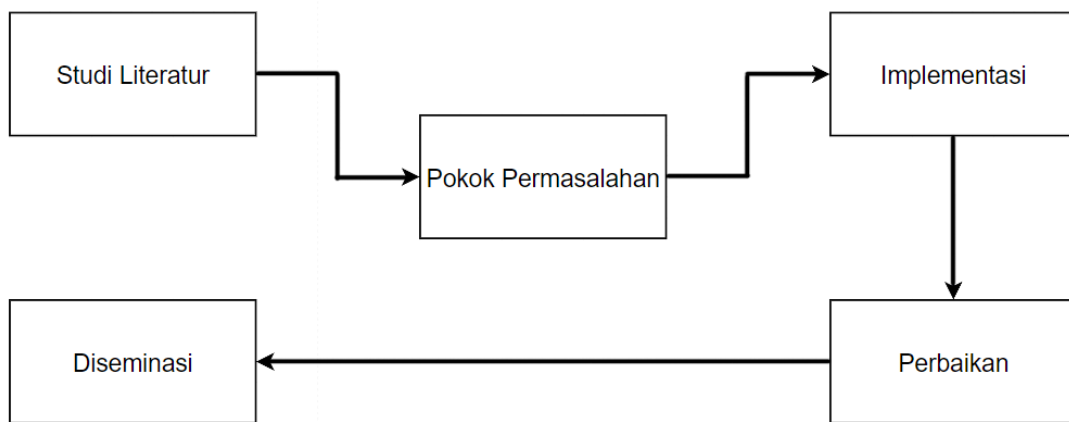 Studi Literatur
Implementasi
Pokok Permasalahan
Diseminasi
Perbaikan